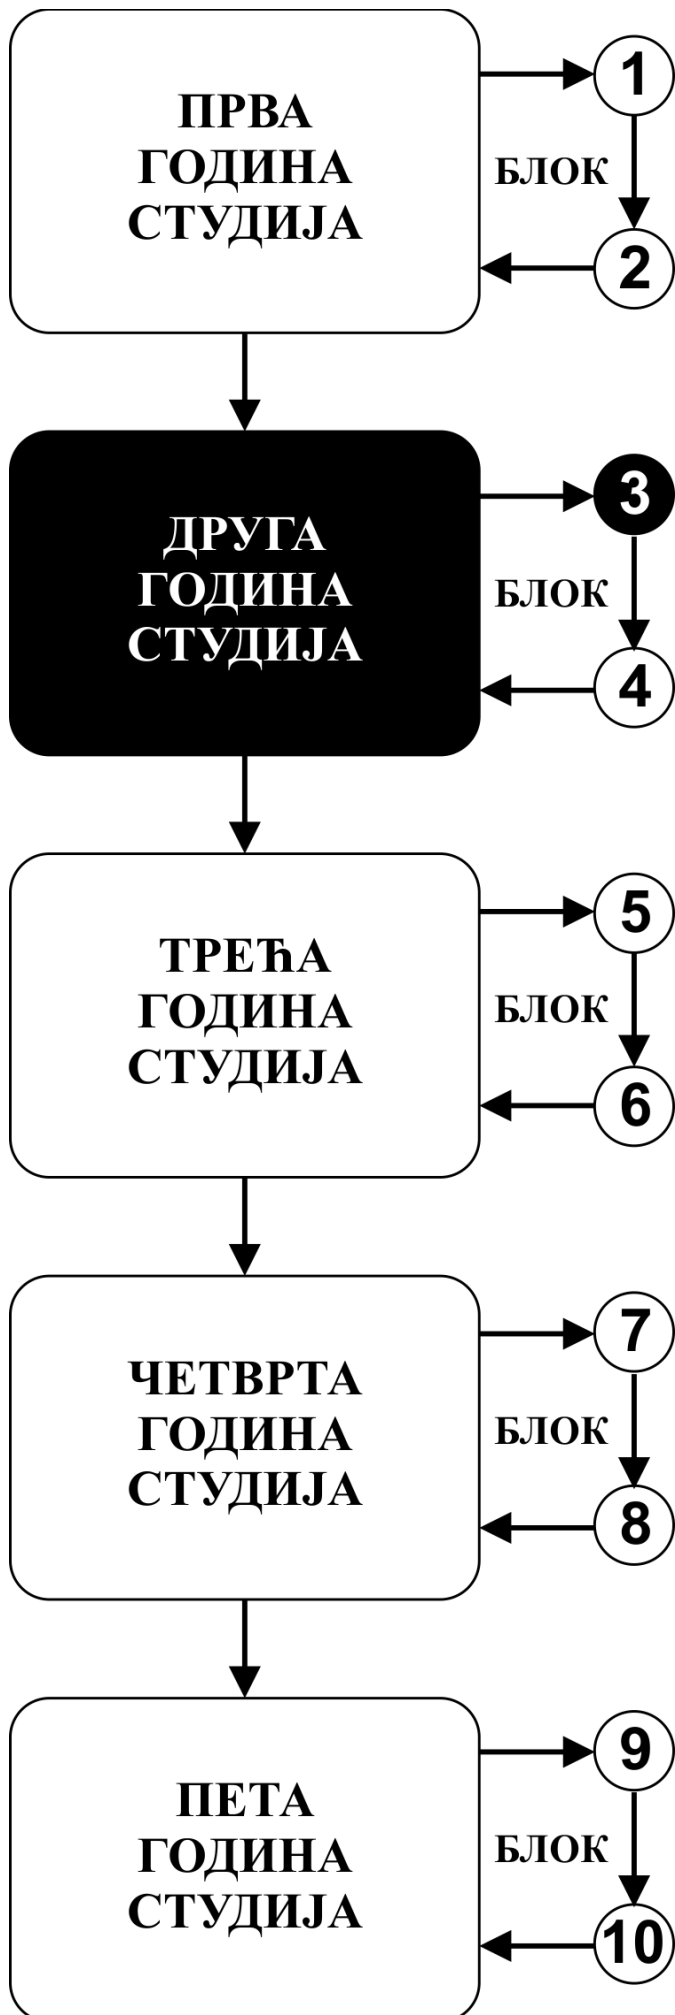 ПРВА
ГОДИНА
СТУДИЈА
1
БЛОК
2
ДРУГА
ГОДИНА
СТУДИЈА
3
БЛОК
4
ТРЕЋА
ГОДИНА
СТУДИЈА
5
БЛОК
6
ЧЕТВРТА
ГОДИНА
СТУДИЈА
7
БЛОК
8
ПЕТА
ГОДИНА
СТУДИЈА
9
БЛОК
10